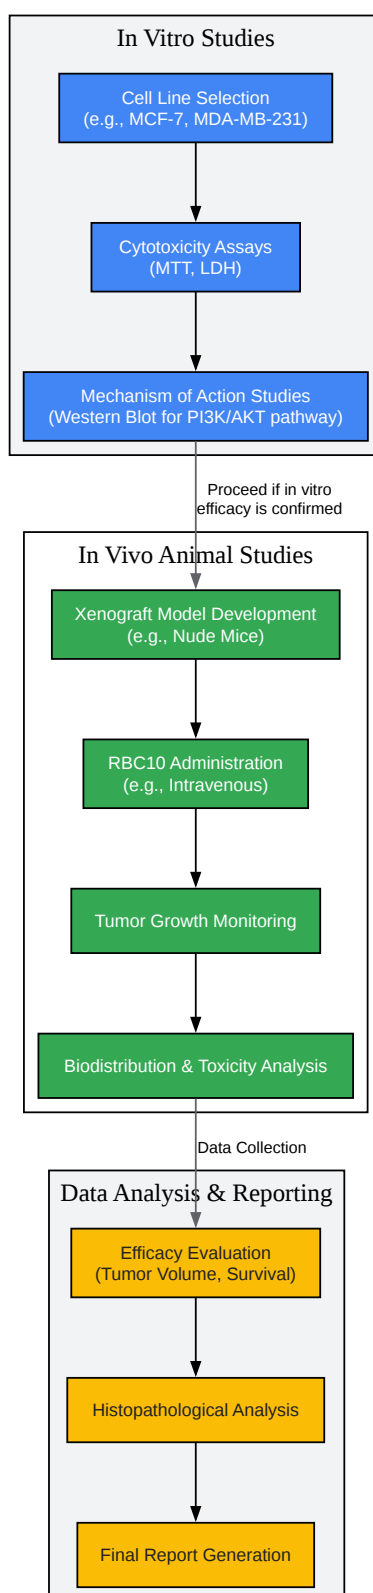 In Vitro Studies
Cell Line Selection
(e.g., MCF-7, MDA-MB-231)
Cytotoxicity Assays
(MTT, LDH)
Mechanism of Action Studies
(Western Blot for PI3K/AKT pathway)
Proceed if in vitro
efficacy is confirmed
In Vivo Animal Studies
Xenograft Model Development
(e.g., Nude Mice)
RBC10 Administration
(e.g., Intravenous)
Tumor Growth Monitoring
Biodistribution & Toxicity Analysis
Data Collection
Data Analysis & Reporting
Efficacy Evaluation
(Tumor Volume, Survival)
Histopathological Analysis
Final Report Generation